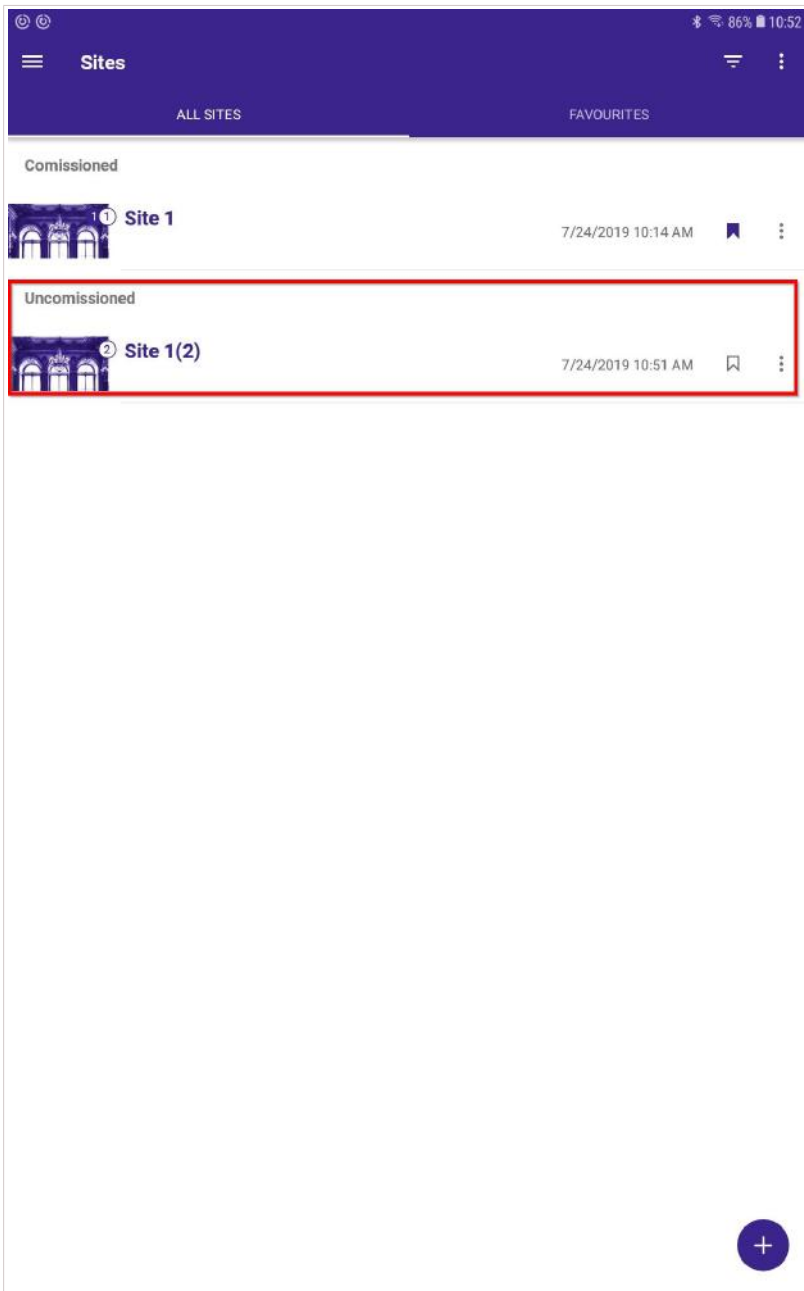 86% 10:52
Sites
ALL SITES FAVOURITES
Comissioned
1 1 Site 1
7/24/2019 10:14 AM
Uncomissioned
2 Site 1(2)
7/24/2019 10:51 AM